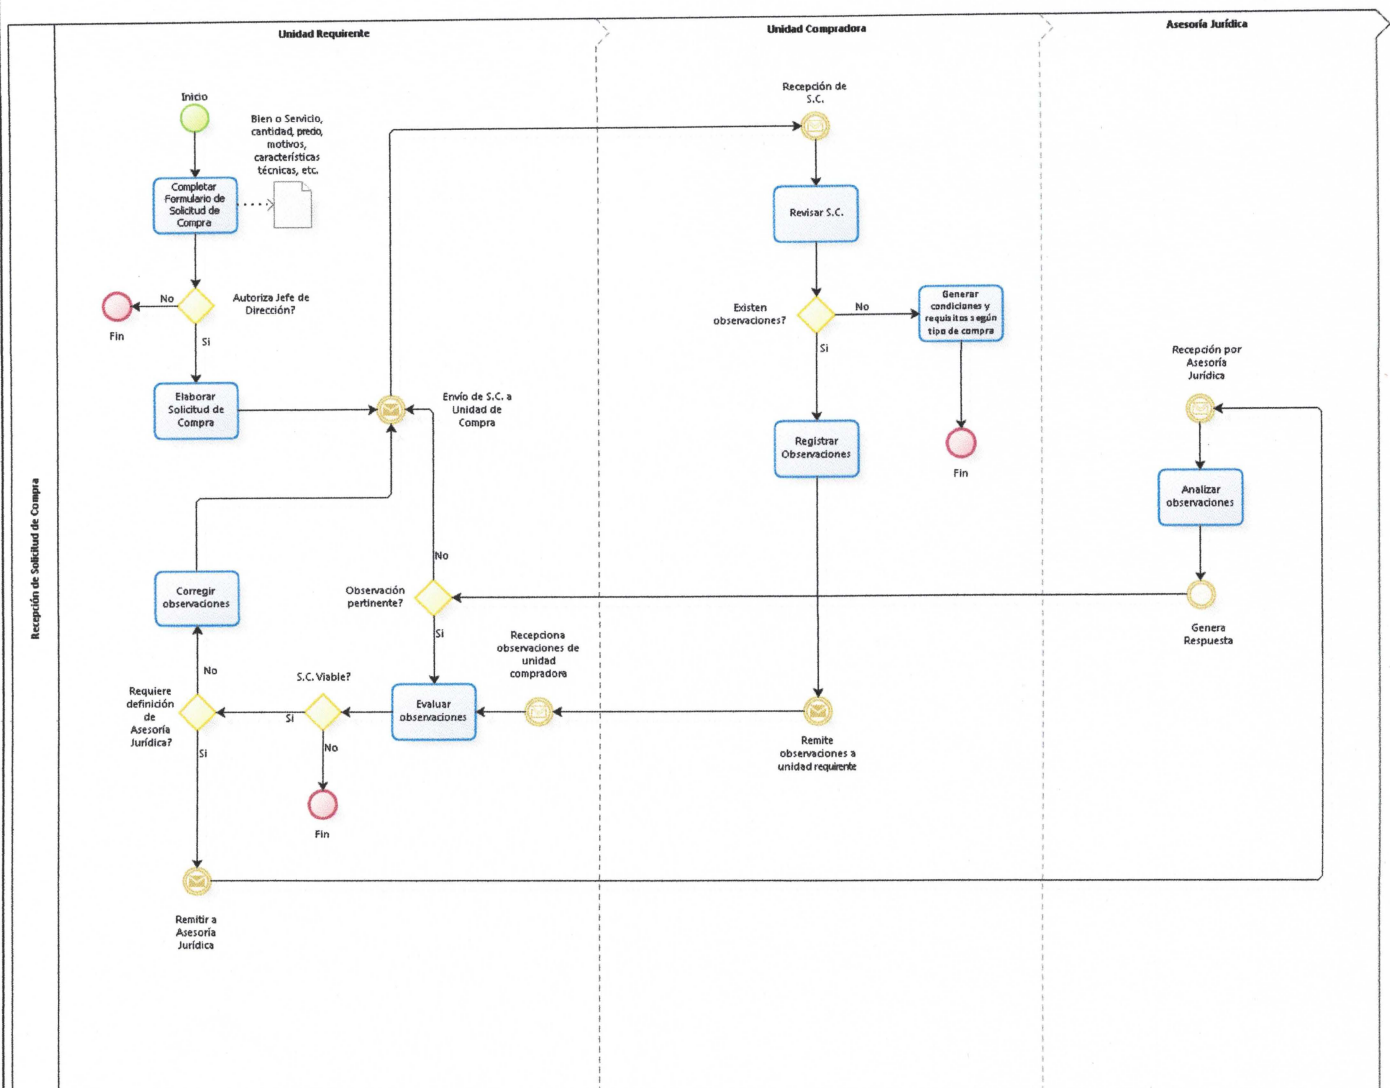 Unidad Requirente
Unidad Compradora
Asesoría Jurídica
Recepción de Solicitud de Compra
Inicio
Bien o Servicio,
cantidad, predo,
motivos,
características
técnicas, etc.
Completar
Formulario de
Solicitud de
Compra
No
Autoriza Jefe de
Dirección?
Fin
Si
Elaborar
Solicitud de
Compra
Envío de S.C. a
Unidad de
Compra
Corregir
observaciones
No
Observación
pertinente?
Si
Recepciona
observaciones de
unidad
compradora
No
Requiere
definición
de
Asesoría
Jurídica?
Si
S.C. Viable?
Si
No
Evaluar
observaciones
Fin
Remitir a
Asesoría
Jurídica
Recepción de
S.C.
Revisar S.C.
Existen
observaciones?
No
Generar
condiciones y
requisitos según
tipo de compra
Si
Registrar
Observaciones
Fin
Remite
observaciones a
unidad requirente
Recepción por
Asesoría
Jurídica
Analizar
observaciones
Genera
Respuesta